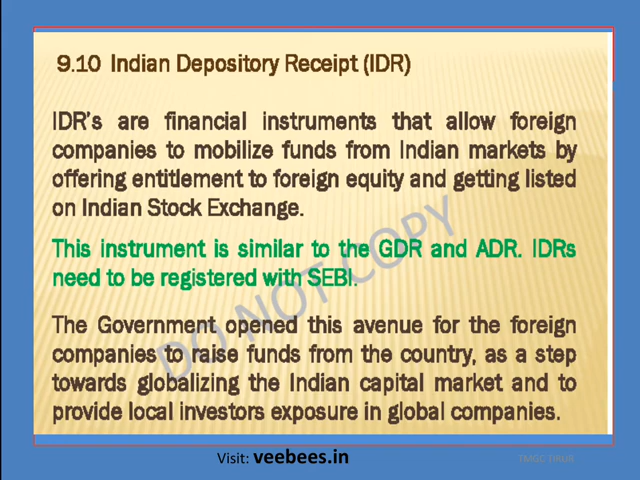 9.10 Indian Depository Receipt (IDR)
IDR's are financial instruments that allow foreign
companies to mobilize funds from Indian markets by
offering entitlement to foreign equity and getting listed
on Indian Stock Exchange.
This instrument is similar to the GDR and ADR. IDRs
need to be registered with SEBI.
The Government opened this avenue for the foreign
companies to raise funds from the country, as a step
towards globalizing the Indian capital market and to
provide local investors exposure in global companies.
DO NOT COPY
Visit: veebees.in
TMGC TIRUR